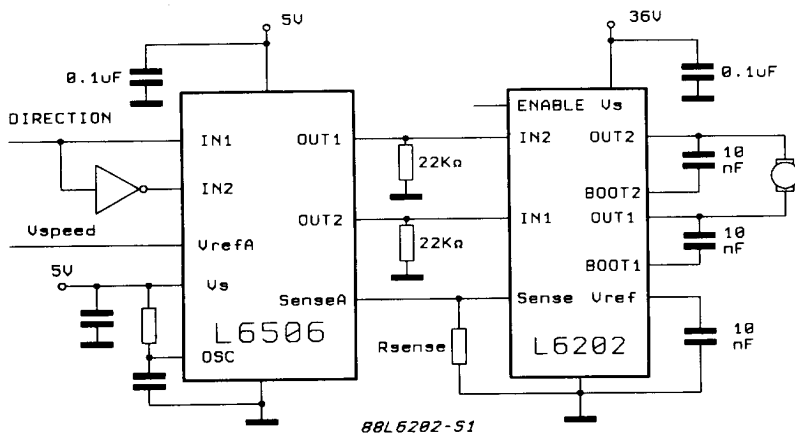 5V
36V
0.1uF
0.1uF
DIRECTION
ENABLE Vs
IN1
OUT1
IN2
OUT2
22KΩ
10 nF
IN2
BOOT2
OUT2
IN1
OUT1
Vspeed
VrefA
22KΩ
10 nF
BOOT1
5V
Vs
SenseA
Sense
Vref
L6506
L6202
10 nF
OSC
Rsense
88L6202-S1